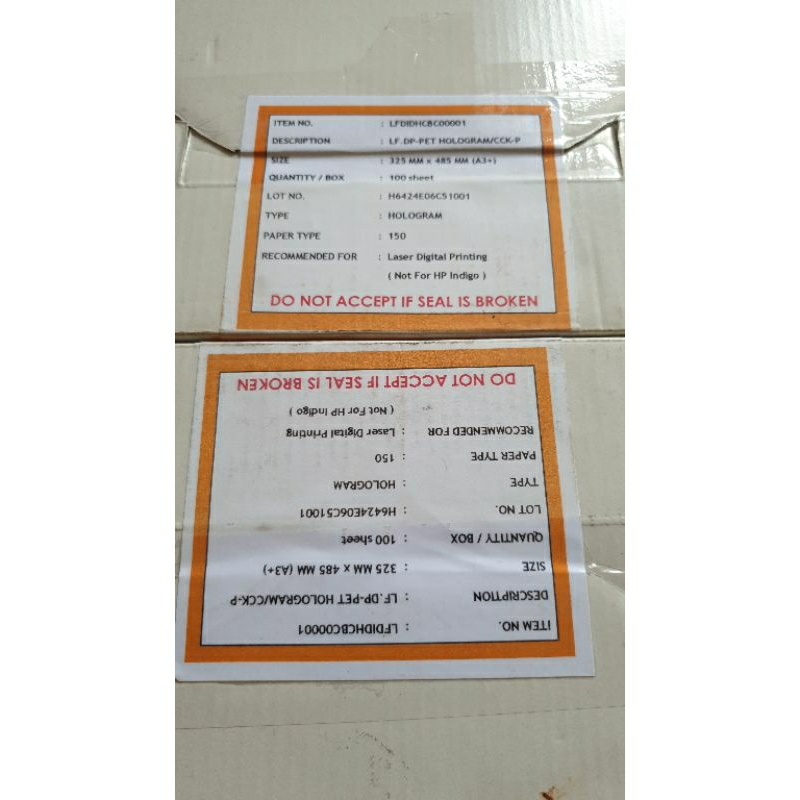 ITEM NO. : LFDIDHCBC00001
DESCRIPTION : LF.DP-PET HOLOGRAM/CCK-P
SIZE : 325 MM x 485 MM (A3+)
QUANTITY / BOX : 100 sheet
LOT NO. : H6424E06C51001
TYPE : HOLOGRAM
PAPER TYPE : 150
RECOMMENDED FOR : Laser Digital Printing
( Not For HP Indigo )
DO NOT ACCEPT IF SEAL IS BROKEN
ITEM NO. : LFDIDHCBC00001
DESCRIPTION : LF.DP-PET HOLOGRAM/CCK-P
SIZE : 325 MM x 485 MM (A3+)
QUANTITY / BOX : 100 sheet
LOT NO. : H6424E06C51001
TYPE : HOLOGRAM
PAPER TYPE : 150
RECOMMENDED FOR : Laser Digital Printing
( Not For HP Indigo )
DO NOT ACCEPT IF SEAL IS BROKEN